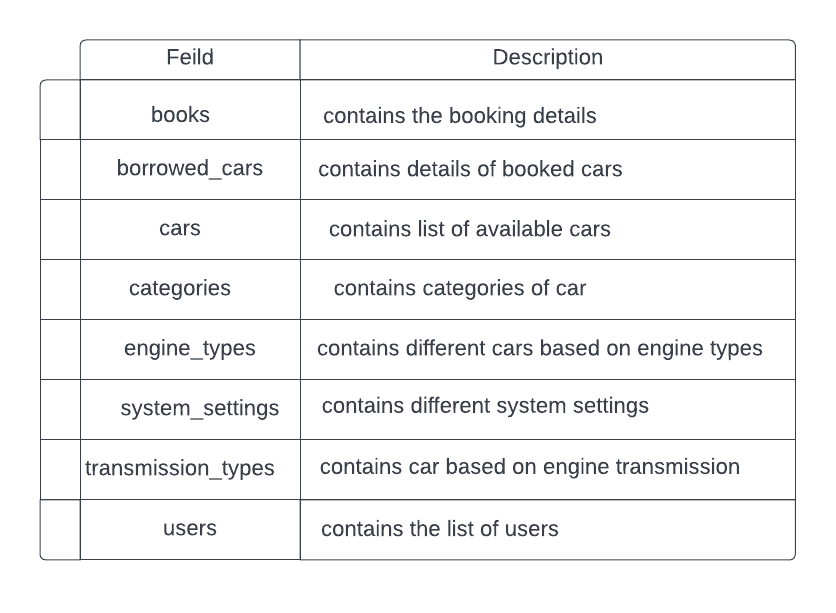 Feild Description
books contains the booking details
borrowed_cars contains details of booked cars
cars contains list of available cars
categories contains categories of car
engine_types contains different cars based on engine types
system_settings contains different system settings
transmission_types contains car based on engine transmission
users contains the list of users